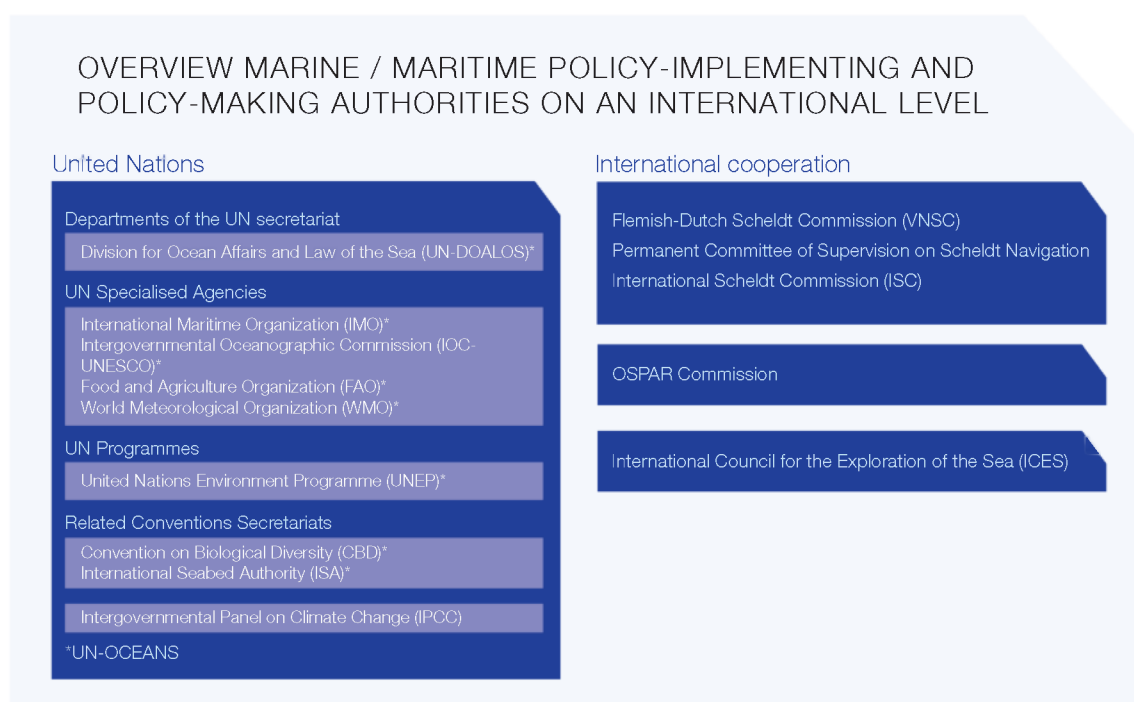 OVERVIEW MARINE / MARITIME POLICY-IMPLEMENTING AND
POLICY-MAKING AUTHORITIES ON AN INTERNATIONAL LEVEL
United Nations
Departments of the UN secretariat
Division for Ocean Affairs and Law of the Sea (UN-DOALOS)*
UN Specialised Agencies
International Maritime Organization (IMO)*
Intergovernmental Oceanographic Commission (IOC-
UNESCO)*
Food and Agriculture Organization (FAO)*
World Meteorological Organization (WMO)*
UN Programmes
United Nations Environment Programme (UNEP)*
Related Conventions Secretariats
Convention on Biological Diversity (CBD)*
International Seabed Authority (ISA)*
Intergovernmental Panel on Climate Change (IPCC)
*UN-OCEANS
International cooperation
Flemish-Dutch Scheldt Commission (VNSC)
Permanent Committee of Supervision on Scheldt Navigation
International Scheldt Commission (ISC)
OSPAR Commission
International Council for the Exploration of the Sea (ICES)